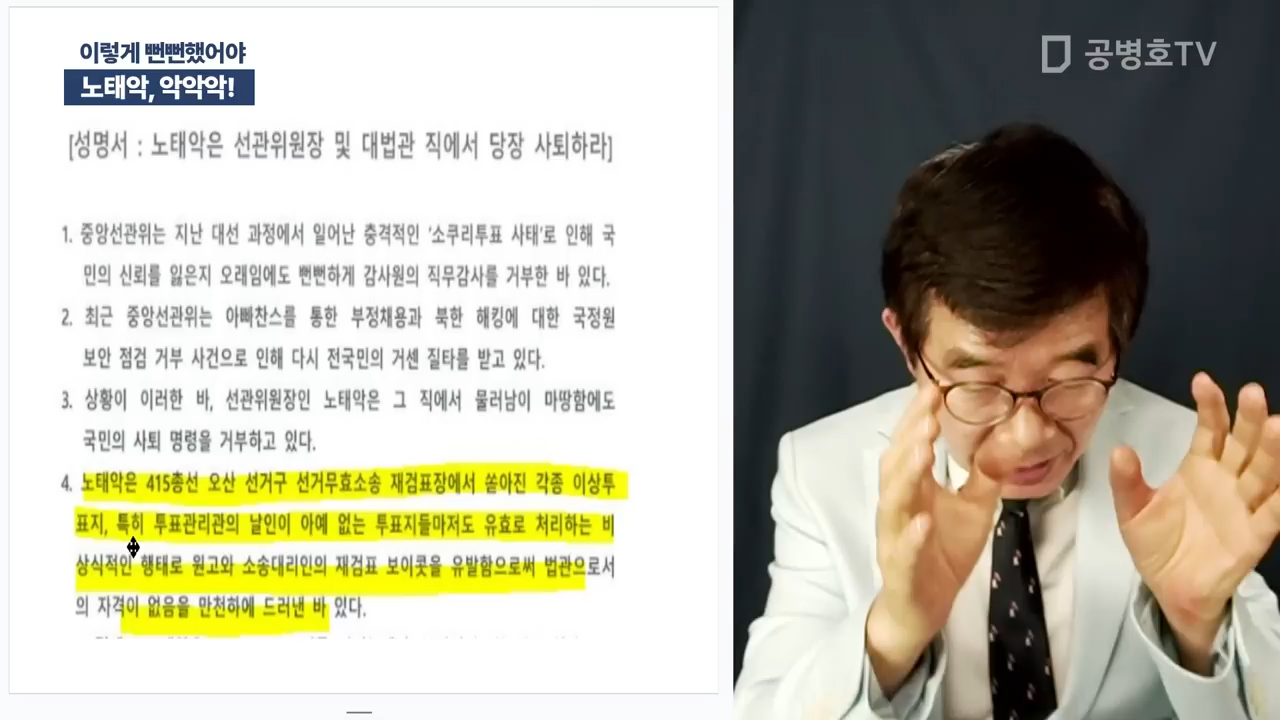 이렇게 뻔뻔했어야
노태악, 악악악!
공병호TV
[성명서 : 노태악은 선관위원장 및 대법관 직에서 당장 사퇴하라]
1. 중앙선관위는 지난 대선 과정에서 일어난 충격적인 '소쿠리투표 사태'로 인해 국
민의 신뢰를 잃은지 오래임에도 뻔뻔하게 감사원의 직무감사를 거부한 바 있다.
2. 최근 중앙선관위는 아빠찬스를 통한 부정채용과 북한 해킹에 대한 국정원
보안 점검 거부 사건으로 인해 다시 전국민의 거센 질타를 받고 있다.
3. 상황이 이러한 바, 선관위원장인 노태악은 그 직에서 물러남이 마땅함에도
국민의 사퇴 명령을 거부하고 있다.
4. 노태악은 415총선 오산 선거구 선거무효소송 재검표장에서 쏟아진 각종 이상투
표지, 특히 투표관리관의 날인이 아예 없는 투표지들마저도 유효로 처리하는 비
상식적인 행태로 원고와 소송대리인의 재검표 보이콧을 유발함으로써 법관으로서
의 자격이 없음을 만천하에 드러낸 바 있다.